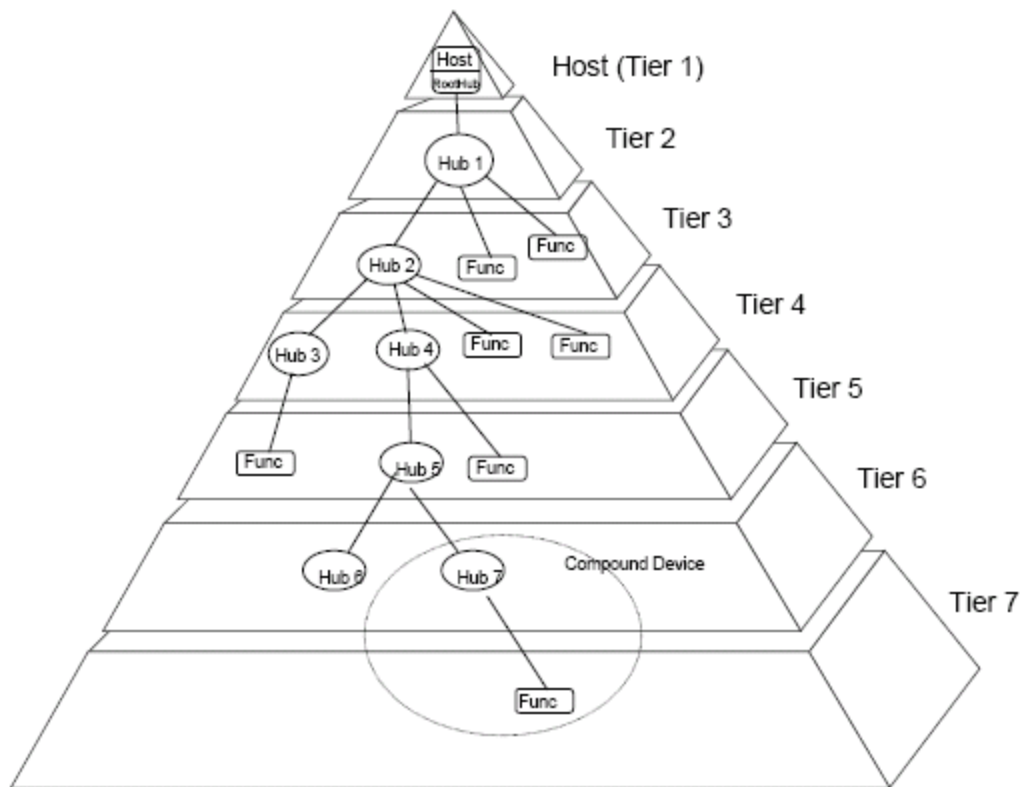 Host
RootHub
Host (Tier 1)
Hub 1
Tier 2
Hub 2
Func
Func
Tier 3
Hub 3
Hub 4
Func
Func
Tier 4
Func
Hub 5
Func
Tier 5
Hub 6
Hub 7
Compound Device
Tier 6
Func
Tier 7